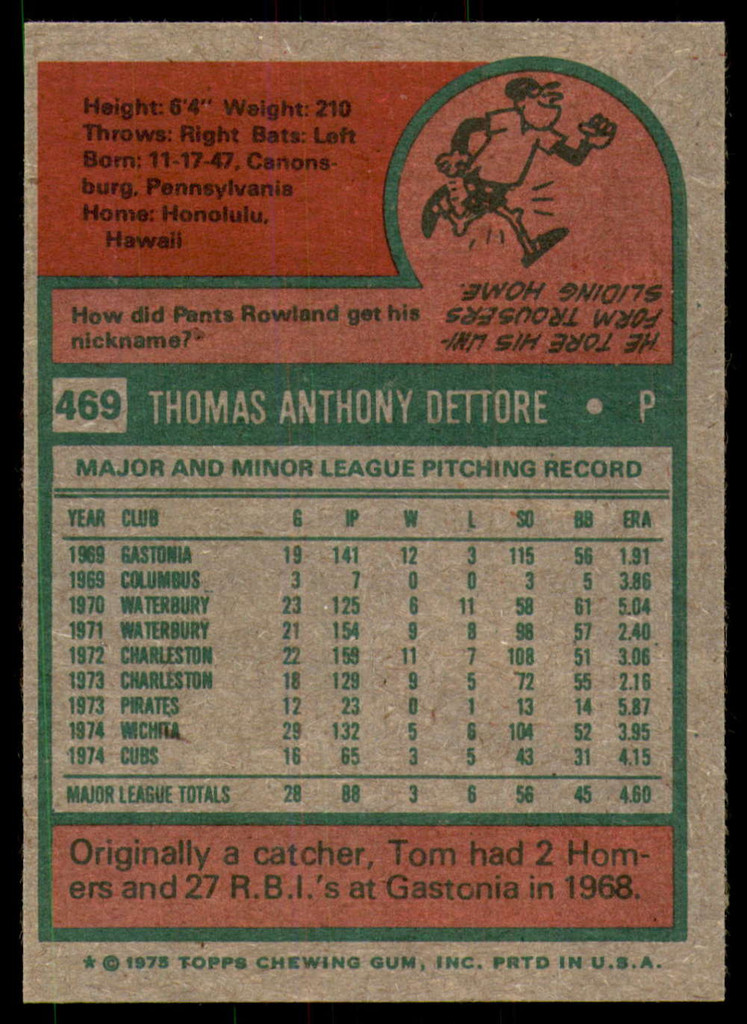 Height: 6'4" Weight: 210
Throws: Right Bats: Left
Born: 11-17-47, Canons-
burg, Pennsylvania
Home: Honolulu,
Hawaii
How did Pants Rowland get his
nickname?
HE TORE HIS UNI-
FORM TROUSERS
SLIDING HOME.
469 THOMAS ANTHONY DETTORE • P
MAJOR AND MINOR LEAGUE PITCHING RECORD
YEAR CLUB G IP W L SO BB ERA
1969 GASTONIA 19 141 12 3 115 56 1.91
1969 COLUMBUS 3 7 0 0 3 5 3.86
1970 WATERBURY 23 125 6 11 58 61 5.04
1971 WATERBURY 21 154 9 8 98 57 2.40
1972 CHARLESTON 22 159 11 7 108 51 3.06
1973 CHARLESTON 18 129 9 5 72 55 2.16
1973 PIRATES 12 23 0 1 13 14 5.87
1974 WICHITA 29 132 5 6 104 52 3.95
1974 CUBS 16 65 3 5 43 31 4.15
MAJOR LEAGUE TOTALS 28 88 3 6 56 45 4.60
Originally a catcher, Tom had 2 Hom-
ers and 27 R.B.I.'s at Gastonia in 1968.
* © 1975 TOPPS CHEWING GUM, INC. PRTD IN U.S.A.